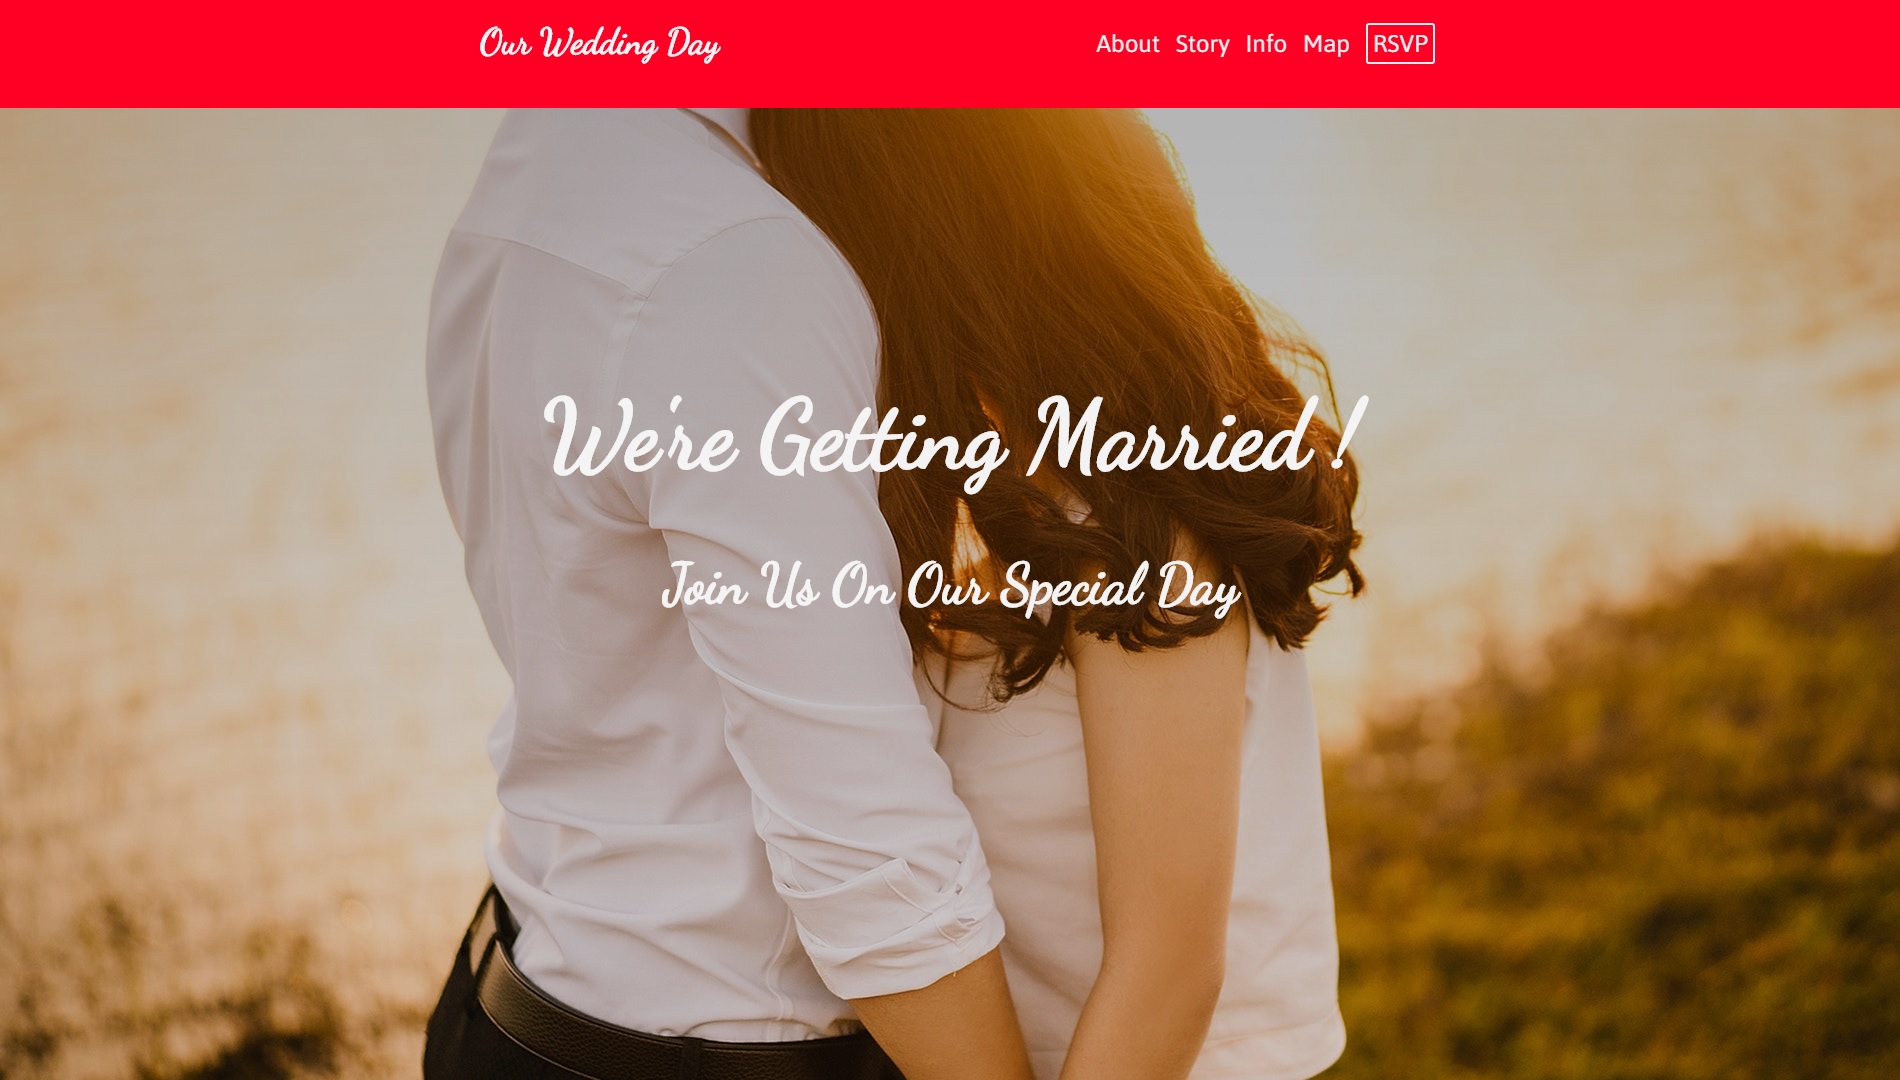 Our Wedding Day
About Story Info Map RSVP
We're Getting Married !
Join Us On Our Special Day